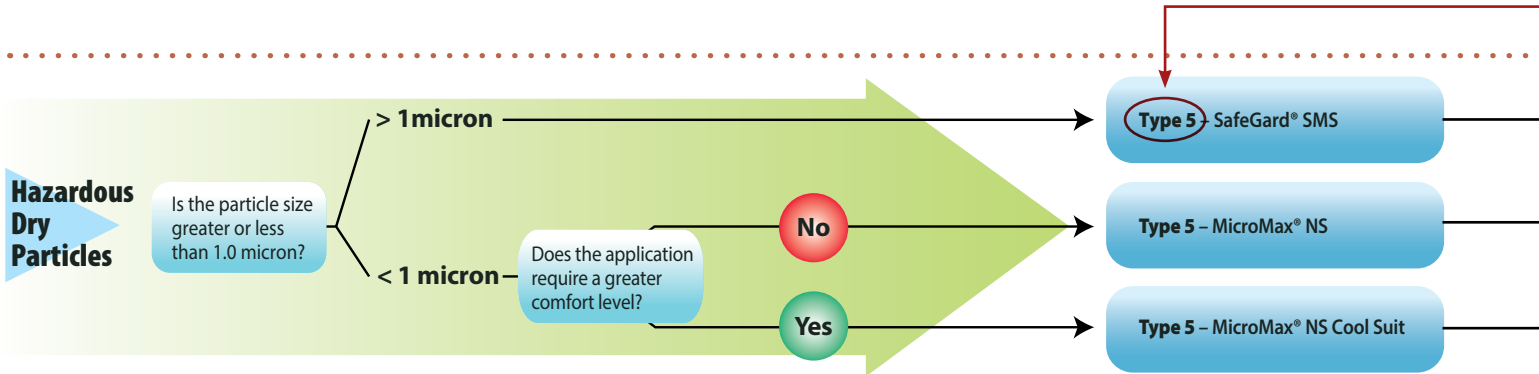 Hazardous
Dry
Particles
Is the particle size
greater or less
than 1.0 micron?
> 1micron
< 1 micron
Does the application
require a greater
comfort level?
No
Yes
Type 5 – SafeGard® SMS
Type 5 – MicroMax® NS
Type 5 – MicroMax® NS Cool Suit